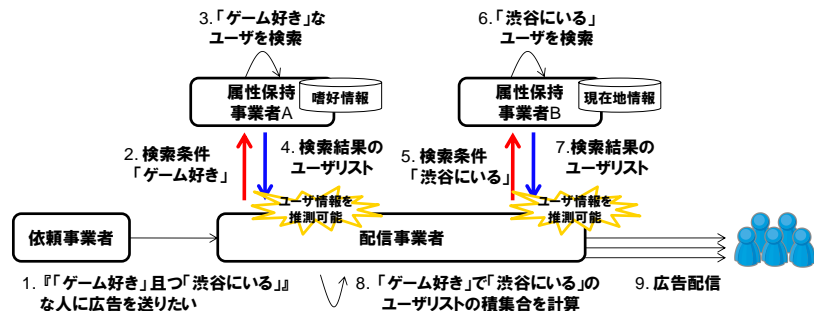 3.「ゲーム好き」な
ユーザを検索
6.「渋谷にいる」
ユーザを検索
属性保持
事業者A
嗜好情報
属性保持
事業者B
現在地情報
2. 検索条件
「ゲーム好き」
4. 検索結果の
ユーザリスト
5. 検索条件
「渋谷にいる」
7.検索結果の
ユーザリスト
ユーザ情報を
推測可能
ユーザ情報を
推測可能
依頼事業者
配信事業者
1. 『「ゲーム好き」且つ「渋谷にいる」』
な人に広告を送りたい
8. 「ゲーム好き」で「渋谷にいる」の
ユーザリストの積集合を計算
9. 広告配信